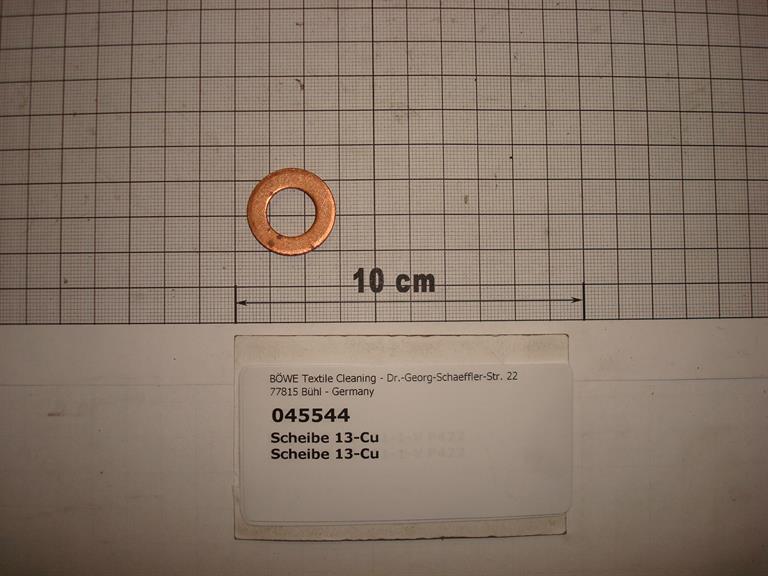 10 cm
BÖWE Textile Cleaning - Dr.-Georg-Schaeffler-Str. 22
77815 Bühl - Germany
045544
Scheibe 13-Cu
Scheibe 13-Cu